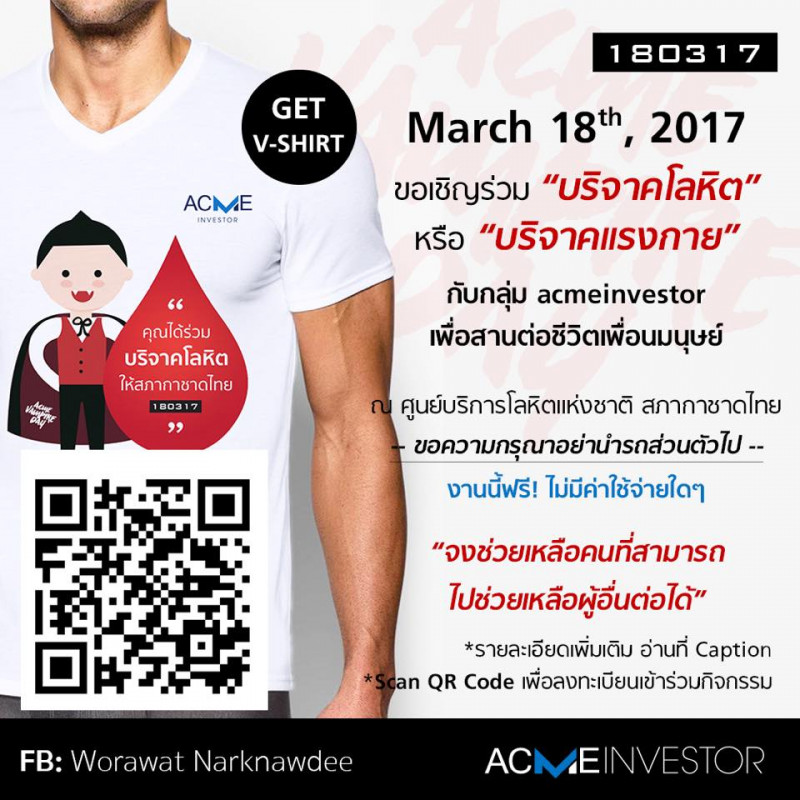 180317
GET
V-SHIRT
March 18th, 2017
ขอเชิญร่วม “บริจาคโลหิต”
หรือ “บริจาคแรงกาย”
กับกลุ่ม acmeinvestor
เพื่อสานต่อชีวิตเพื่อนมนุษย์
ณ ศูนย์บริการโลหิตแห่งชาติ สภากาชาดไทย
-- ขอความกรุณาอย่านำรถส่วนตัวไป --
งานนี้ฟรี! ไม่มีค่าใช้จ่ายใดๆ
“จงช่วยเหลือคนที่สามารถ
ไปช่วยเหลือผู้อื่นต่อได้”
*รายละเอียดเพิ่มเติม อ่านที่ Caption
*Scan QR Code เพื่อลงทะเบียนเข้าร่วมกิจกรรม
ACME
INVESTOR
“
คุณได้ร่วม
บริจาคโลหิต
ให้สภากาชาดไทย
180317
”
ACME
VAMPIRE
DAY
ACME
VAMPIRE
DAY
FB: Worawat Narknawdee
ACMEINVESTOR